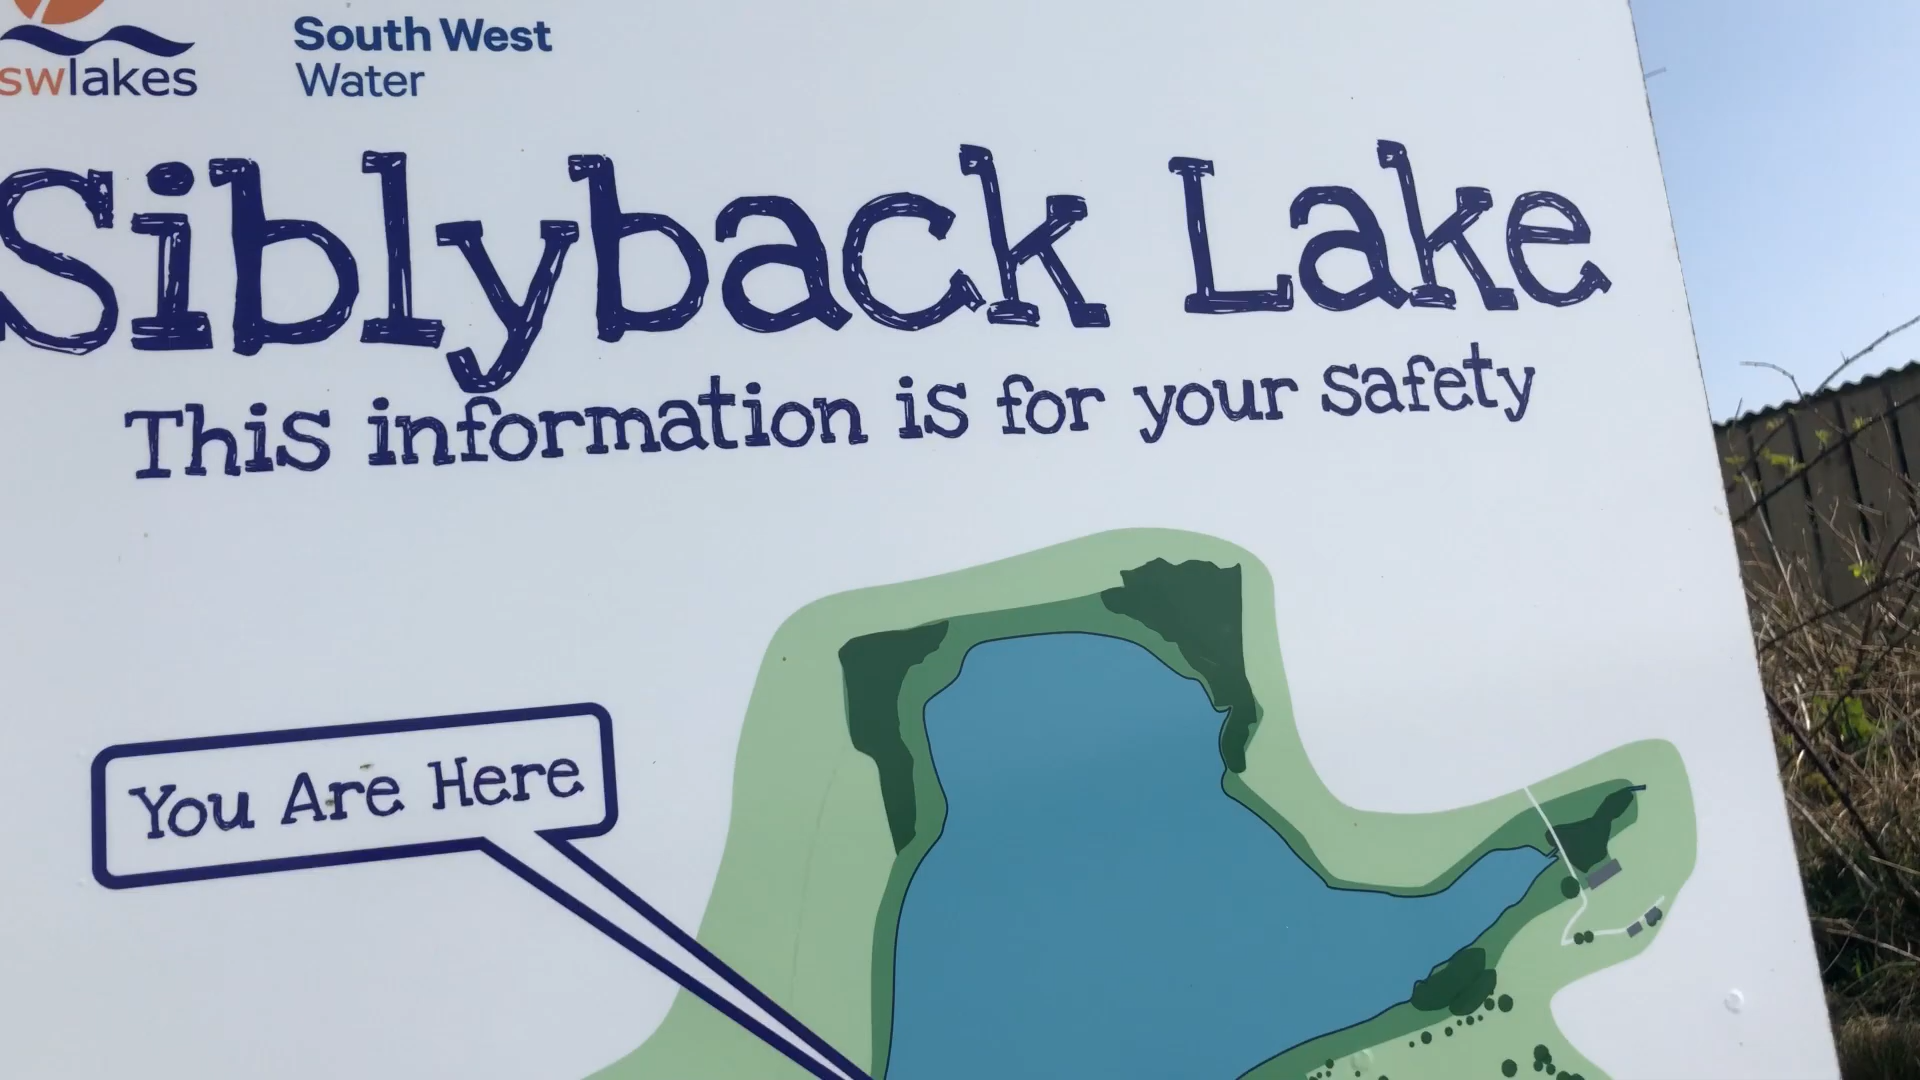 swlakes
South West
Water
Siblyback Lake
This information is for your safety
You Are Here